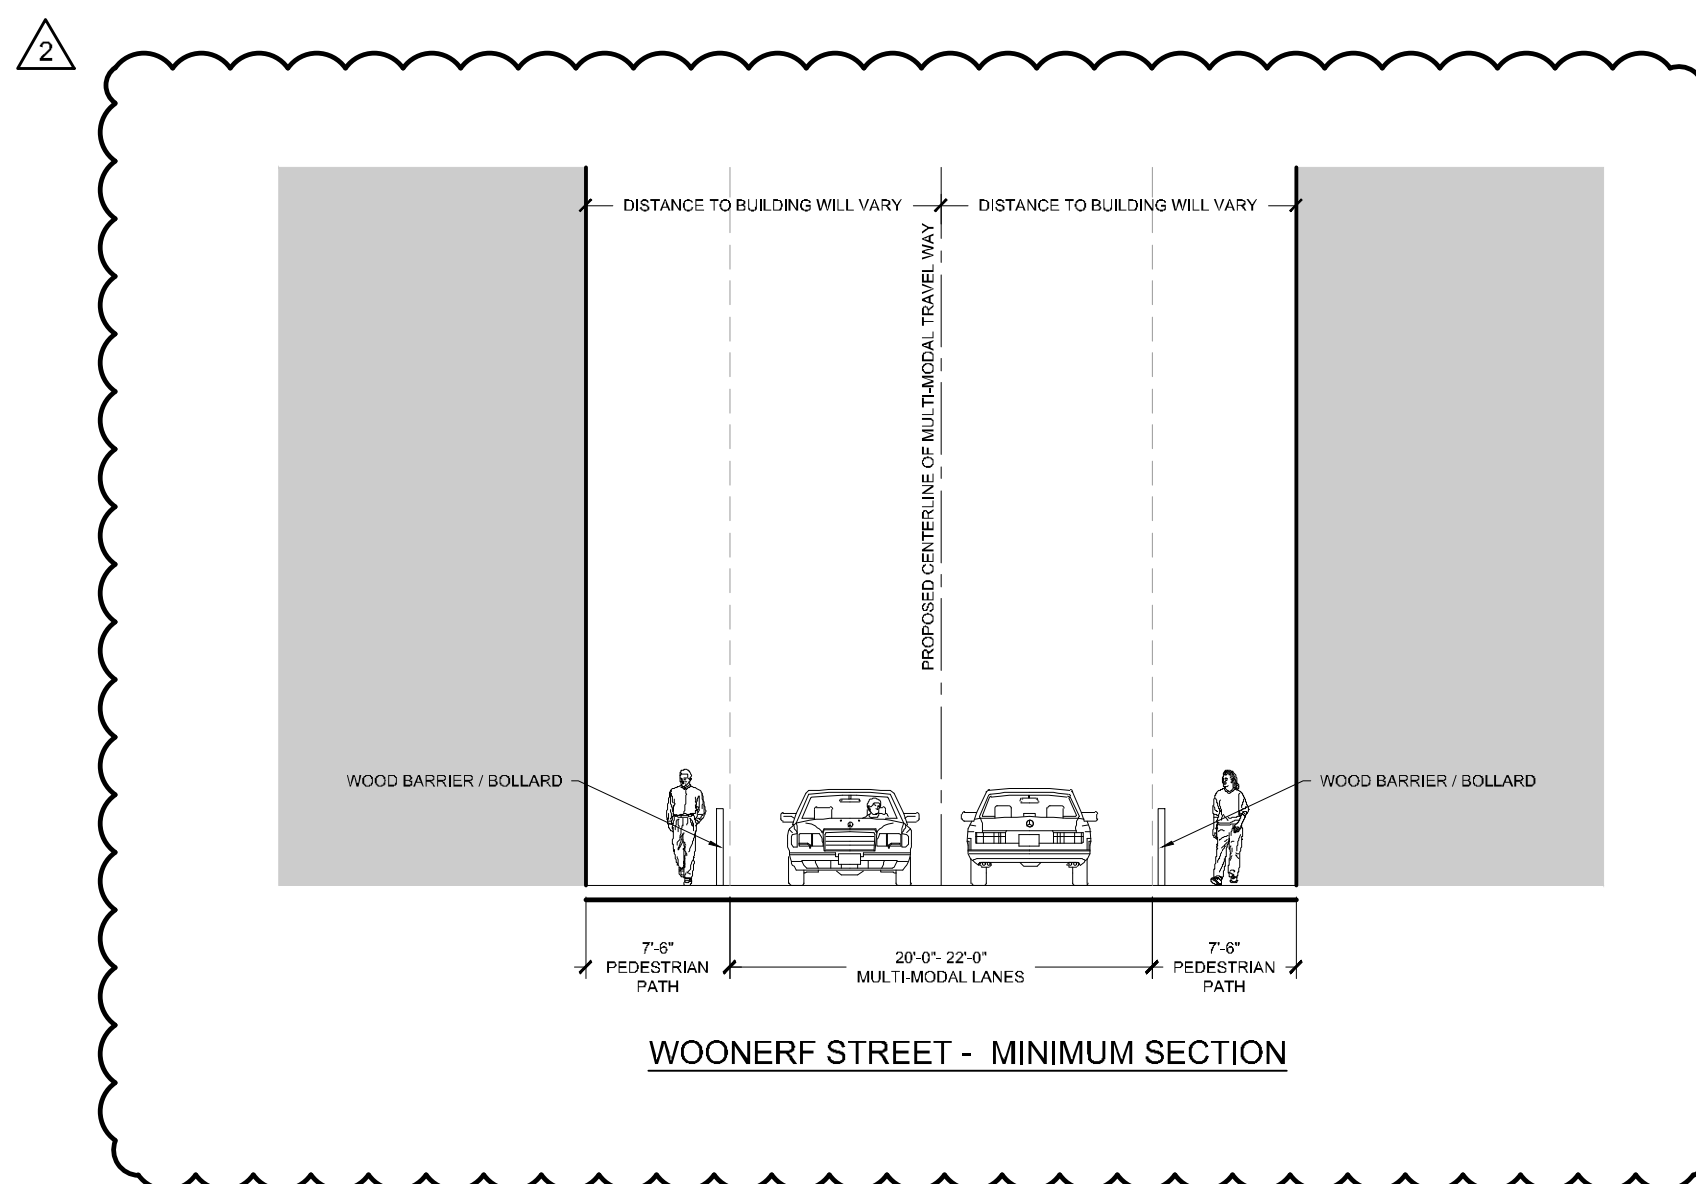 2
DISTANCE TO BUILDING WILL VARY
DISTANCE TO BUILDING WILL VARY
PROPOSED CENTERLINE OF MULTI-MODAL TRAVEL WAY
WOOD BARRIER / BOLLARD
WOOD BARRIER / BOLLARD
7'-6"
PEDESTRIAN
PATH
20'-0"- 22'-0"
MULTI-MODAL LANES
7'-6"
PEDESTRIAN
PATH
WOONERF STREET - MINIMUM SECTION